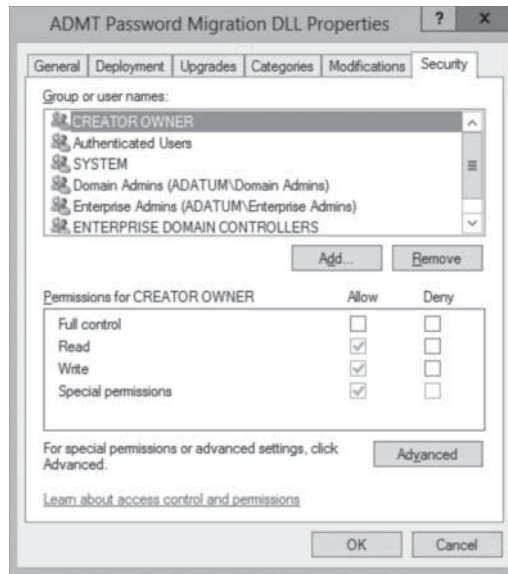 ADMT Password Migration DLL Properties ? x
General Deployment Upgrades Categories Modifications Security
Group or user names:
CREATOR OWNER
Authenticated Users
SYSTEM
Domain Admins (ADATUM\Domain Admins)
Enterprise Admins (ADATUM\Enterprise Admins)
ENTERPRISE DOMAIN CONTROLLERS
Add... Remove
Permissions for CREATOR OWNER Allow Deny
Full control
Read
Write
Special permissions
For special permissions or advanced settings, click
Advanced.
Advanced
Learn about access control and permissions
OK Cancel